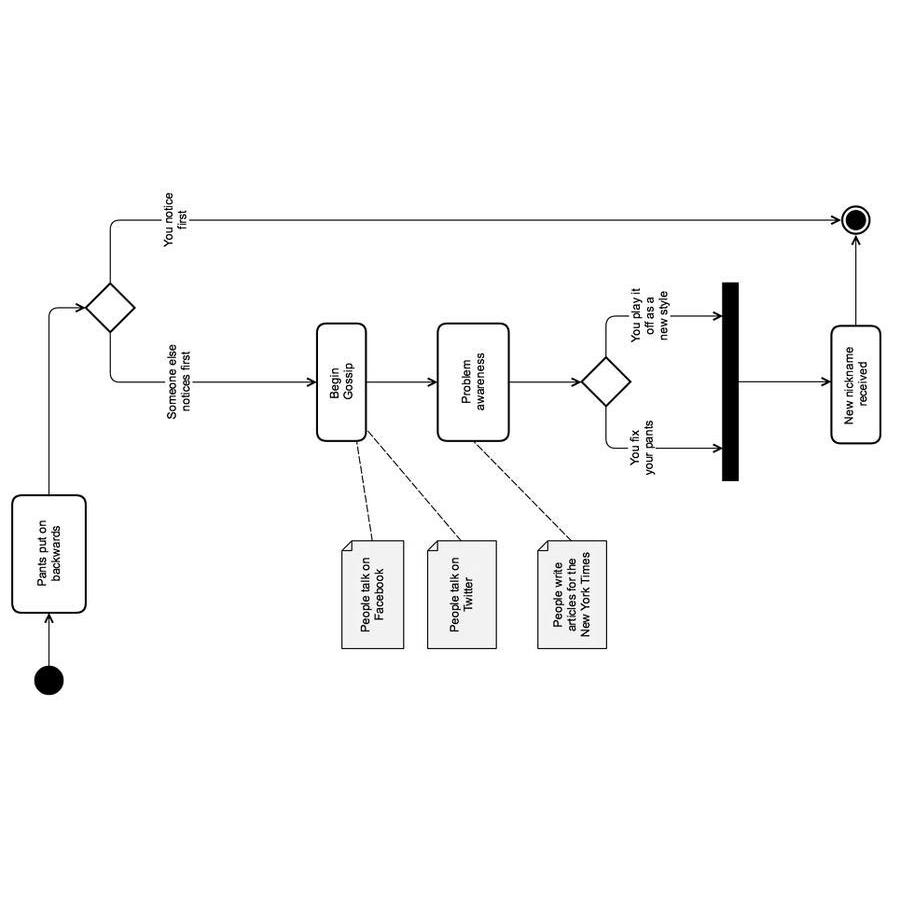 Pants put on
backwards
You notice
first
Someone else
notices first
Begin
Gossip
Problem
awareness
You play it
off as a
new style
You fix
your pants
New nickname
received
People talk on
Facebook
People talk on
Twitter
People write
articles for the
New York Times